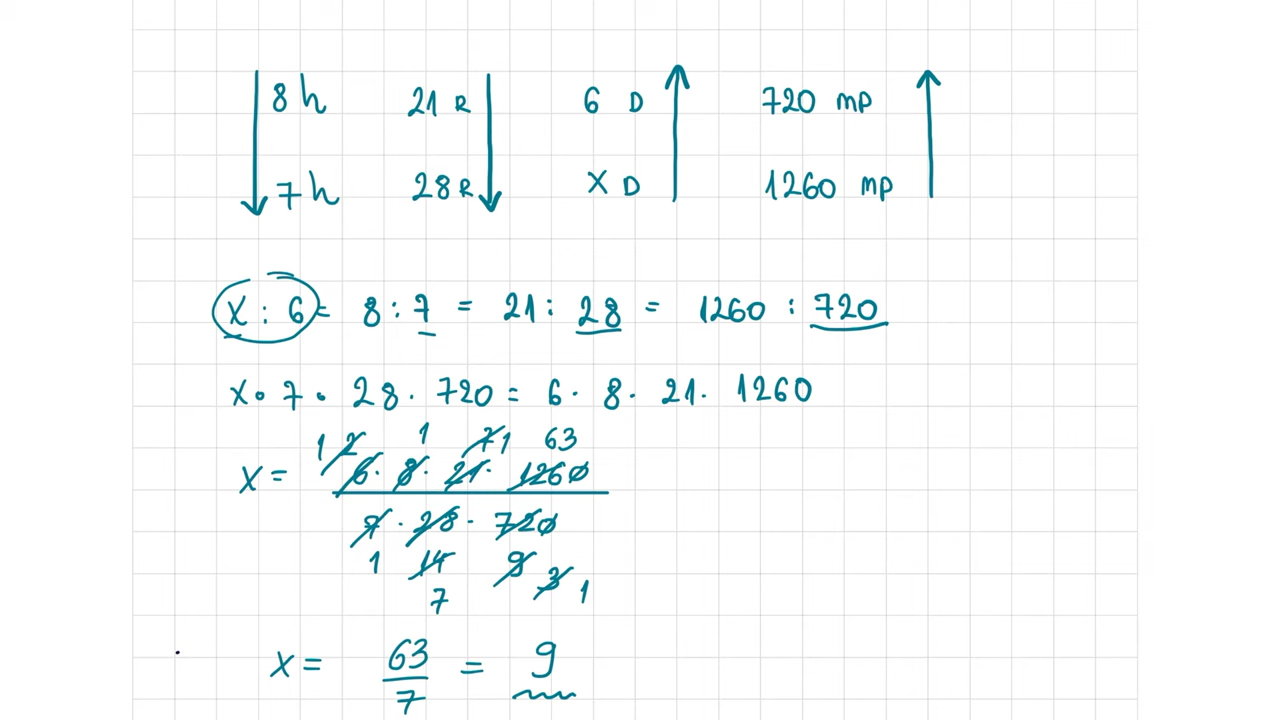 8h 21 R 6 D 720 mp
7h 28 R X D 1260 mp
X : 6 = 8 : 7 = 21 : 28 = 1260 : 720
X · 7 · 28 · 720 = 6 · 8 · 21 · 1260
1 2 1 7 1 63
X = 6 · 8 · 21 · 1260
7 · 28 · 720
1 14 9 3 1
7
X = 63/7 = 9